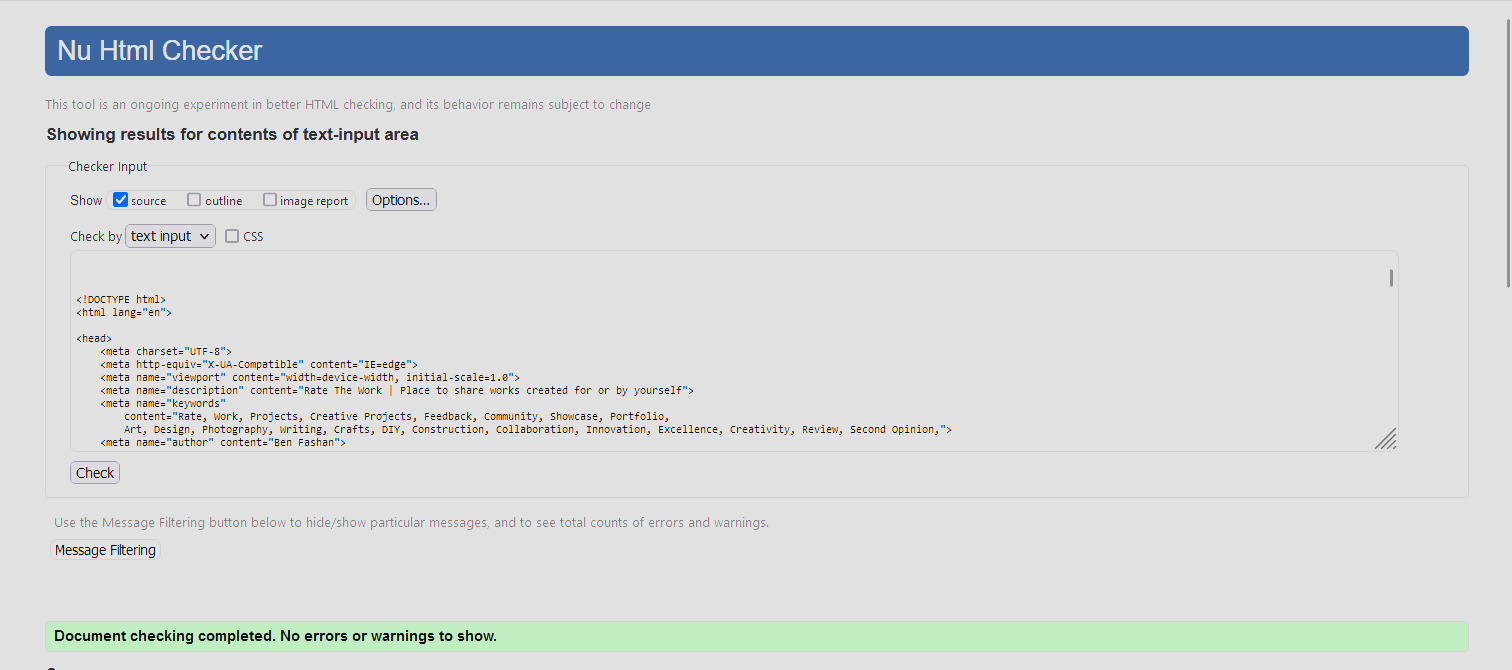 Nu Html Checker
This tool is an ongoing experiment in better HTML checking, and its behavior remains subject to change
Showing results for contents of text-input area
Checker Input
Show source outline image report Options...
Check by text input CSS
<!DOCTYPE html>
<html lang="en">
<head>
<meta charset="UTF-8">
<meta http-equiv="X-UA-Compatible" content="IE=edge">
<meta name="viewport" content="width=device-width, initial-scale=1.0">
<meta name="description" content="Rate The Work | Place to share works created for or by yourself">
<meta name="keywords"
content="Rate, Work, Projects, Creative Projects, Feedback, Community, Showcase, Portfolio,
Art, Design, Photography, Writing, Crafts, DIY, Construction, Collaboration, Innovation, Excellence, Creativity, Review, Second Opinion,">
<meta name="author" content="Ben Fashan">
Check
Use the Message Filtering button below to hide/show particular messages, and to see total counts of errors and warnings.
Message Filtering
Document checking completed. No errors or warnings to show.